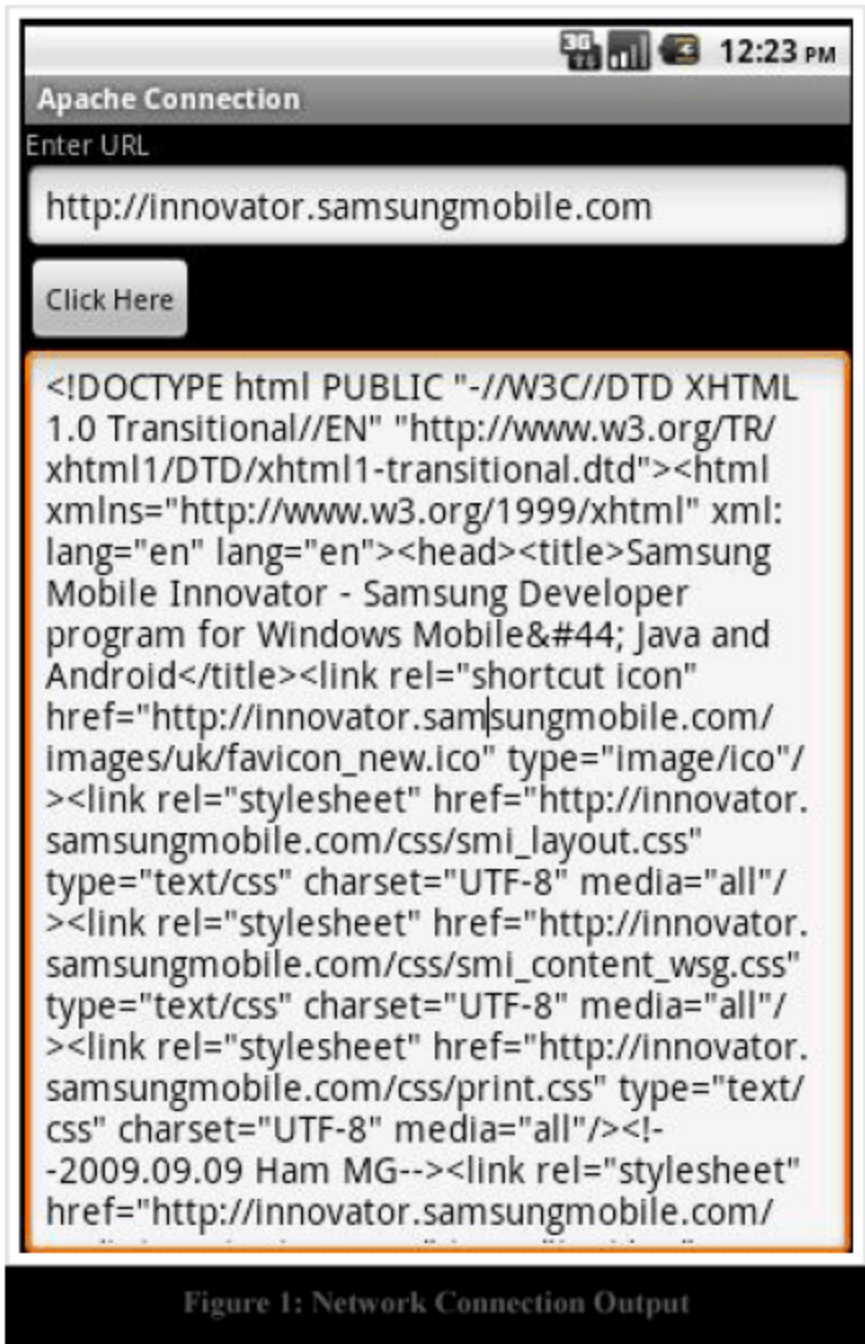 3G 12:23 PM
Apache Connection
Enter URL
http://innovator.samsungmobile.com
Click Here
<!DOCTYPE html PUBLIC "-//W3C//DTD XHTML
1.0 Transitional//EN" "http://www.w3.org/TR/
xhtml1/DTD/xhtml1-transitional.dtd"><html
xmlns="http://www.w3.org/1999/xhtml" xml:
lang="en" lang="en"><head><title>Samsung
Mobile Innovator - Samsung Developer
program for Windows Mobile&#44; Java and
Android</title><link rel="shortcut icon"
href="http://innovator.samsungmobile.com/
images/uk/favicon_new.ico" type="image/ico"/
><link rel="stylesheet" href="http://innovator.
samsungmobile.com/css/smi_layout.css"
type="text/css" charset="UTF-8" media="all"/
><link rel="stylesheet" href="http://innovator.
samsungmobile.com/css/smi_content_wsg.css"
type="text/css" charset="UTF-8" media="all"/
><link rel="stylesheet" href="http://innovator.
samsungmobile.com/css/print.css" type="text/
css" charset="UTF-8" media="all"/><!-
-2009.09.09 Ham MG--><link rel="stylesheet"
href="http://innovator.samsungmobile.com/
Figure 1: Network Connection Output